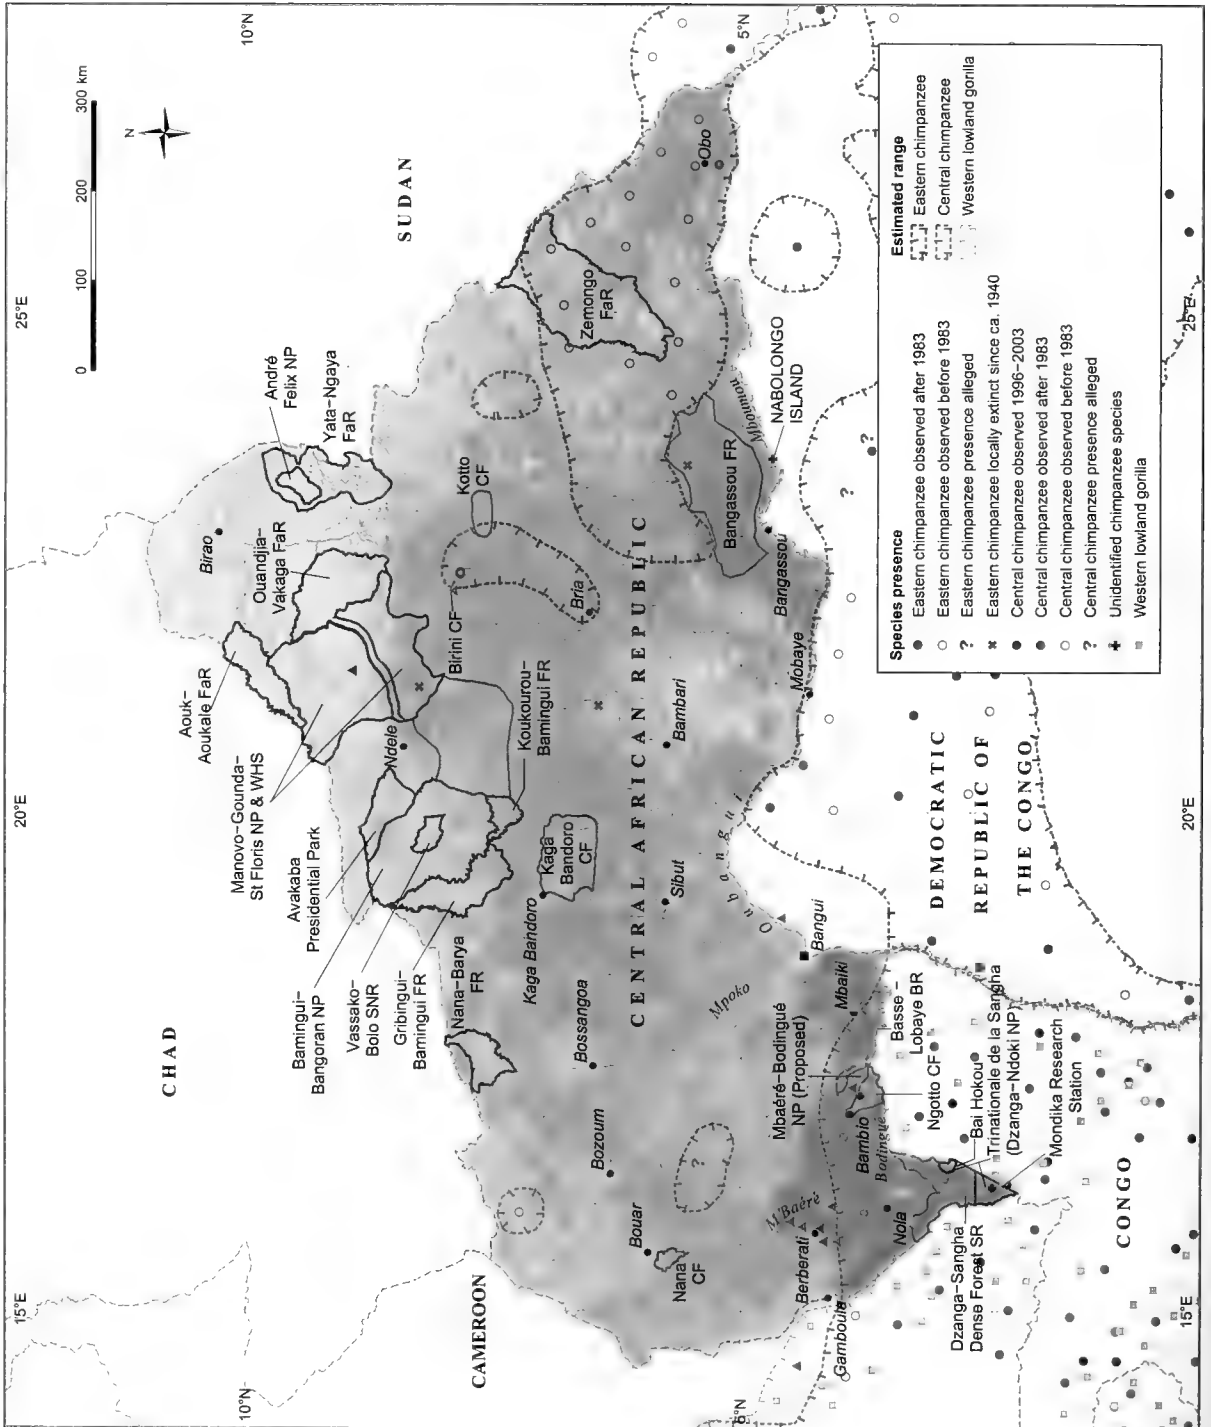 10°N
5°N
0
100
200
300 km
N
SUDAN
25°E
CHAD
20°E
15°E
CAMEROON
10°N
5°N
André
Felix NP
Yata-Ngaya
FaR
Birao
Ouandjia-
Vakaga FaR
Aouk-
Aoukale FaR
Manovo-Gounda-
St Floris NP & WHS
Avakaba
Presidential Park
Bamingui-
Bangoran NP
Vassako-
Bolo SNR
Gribingui-
Bamingui FR
Nana-Barya
FR
Ndele
Koukourou-
Bamingui FR
Birini CF
Kotto
CF
Bria
Zemongo
FaR
Obo
Bangassou FR
Mboumou
NABOLONGO
ISLAND
Bangassou
Mobaye
Bambari
Kaga
Bandoro
CF
Kaga Bandoro
Sibut
CENTRAL AFRICAN REPUBLIC
Oubangui
Bangui
Mpoko
Bossangoa
Bozoum
Bouar
Nana
CF
Mbaiki
Mbaéré-Bodingué
NP (Proposed)
Basse-
Lobaye BR
Ngotto CF
Bambio
Bodingué
M'Baéré
Berberati
Gamboula
Nola
Bai Hokou
Trinationale de la Sangha
(Dzanga-Ndoki NP)
Mondika Research
Station
Dzanga-Sangha
Dense Forest SR
CONGO
DEMOCRATIC
REPUBLIC OF
THE CONGO
25°E
20°E
15°E
Species presence
Eastern chimpanzee observed after 1983
Eastern chimpanzee observed before 1983
? Eastern chimpanzee presence alleged
Eastern chimpanzee locally extinct since ca. 1940
Central chimpanzee observed 1996–2003
Central chimpanzee observed after 1983
Central chimpanzee observed before 1983
? Central chimpanzee presence alleged
Unidentified chimpanzee species
Western lowland gorilla
Estimated range
Eastern chimpanzee
Central chimpanzee
Western lowland gorilla